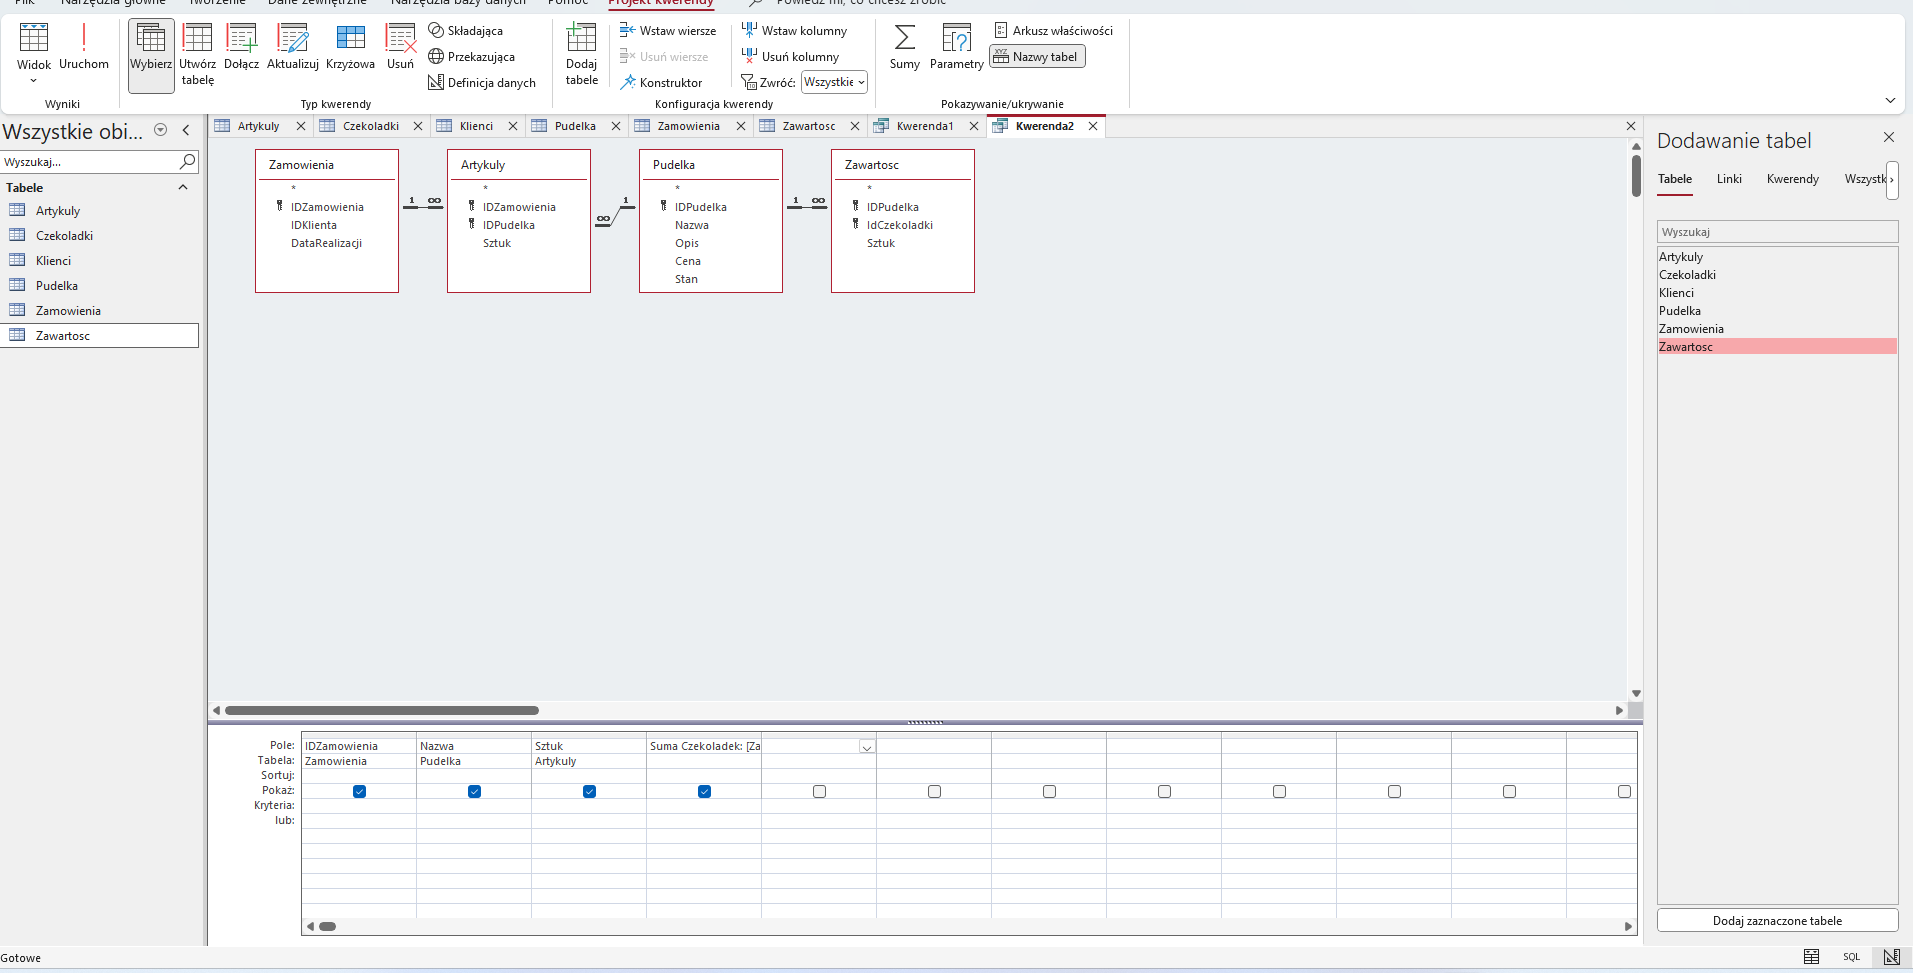 Plik Narzędzia główne Tworzenie Dane zewnętrzne Narzędzia bazy danych Pomoc Projekt kwerendy Powiedz mi, co chcesz zrobić
Widok
Uruchom
Wyniki
Wybierz
Utwórz tabelę
Dołącz
Aktualizuj
Krzyżowa
Usuń
Składająca
Przekazująca
Definicja danych
Typ kwerendy
Dodaj tabele
Wstaw wiersze
Usuń wiersze
Konstruktor
Wstaw kolumny
Usuń kolumny
Zwróć: Wszystkie
Konfiguracja kwerendy
Sumy
Parametry
Arkusz właściwości
XYZ Nazwy tabel
Pokazywanie/ukrywanie
Wszystkie obi...
Wyszukaj...
Tabele
Artykuly
Czekoladki
Klienci
Pudelka
Zamowienia
Zawartosc
Artykuly Czekoladki Klienci Pudelka Zamowienia Zawartosc Kwerenda1 Kwerenda2
Zamowienia
*
IDZamowienia
IDKlienta
DataRealizacji
1 ∞
Artykuly
*
IDZamowienia
IDPudelka
Sztuk
∞ 1
Pudelka
*
IDPudelka
Nazwa
Opis
Cena
Stan
1 ∞
Zawartosc
*
IDPudelka
IdCzekoladki
Sztuk
Pole: IDZamowienia Nazwa Sztuk Suma Czekoladek: [Za
Tabela: Zamowienia Pudelka Artykuly
Sortuj:
Pokaż:
Kryteria:
lub:
Dodawanie tabel
Tabele Linki Kwerendy Wszystk
Wyszukaj
Artykuly
Czekoladki
Klienci
Pudelka
Zamowienia
Zawartosc
Dodaj zaznaczone tabele
Gotowe
SQL